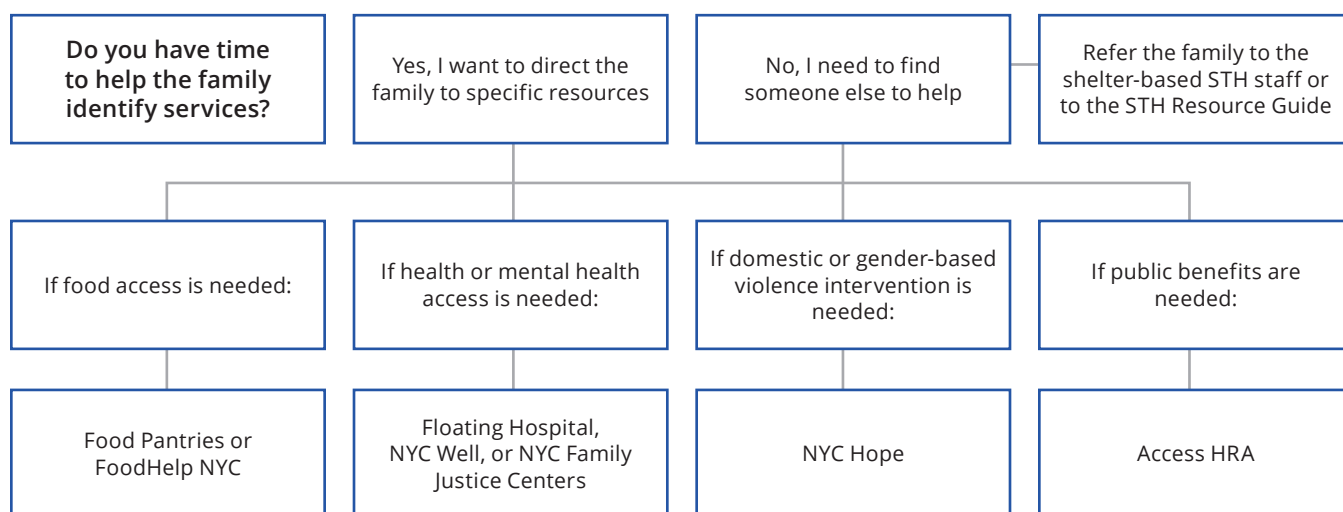 Do you have time
to help the family
identify services?
Yes, I want to direct the
family to specific resources
No, I need to find
someone else to help
Refer the family to the
shelter-based STH staff or
to the STH Resource Guide
If food access is needed:
If health or mental health
access is needed:
If domestic or gender-based
violence intervention is
needed:
If public benefits are
needed:
Food Pantries or
FoodHelp NYC
Floating Hospital,
NYC Well, or NYC Family
Justice Centers
NYC Hope
Access HRA